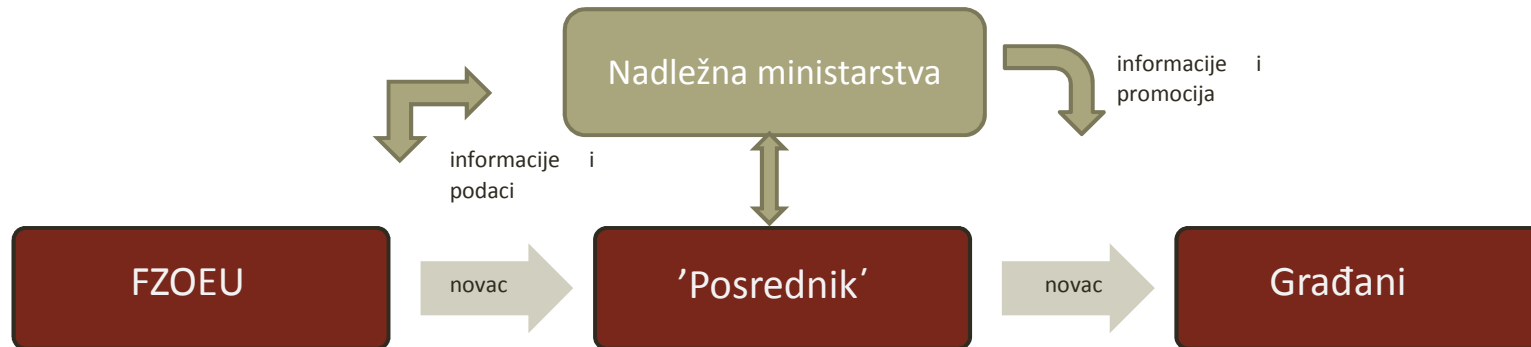 Nadležna ministarstva
informacije i
promocija
informacije i
podaci
FZOEU
novac
’Posrednik’
novac
Građani